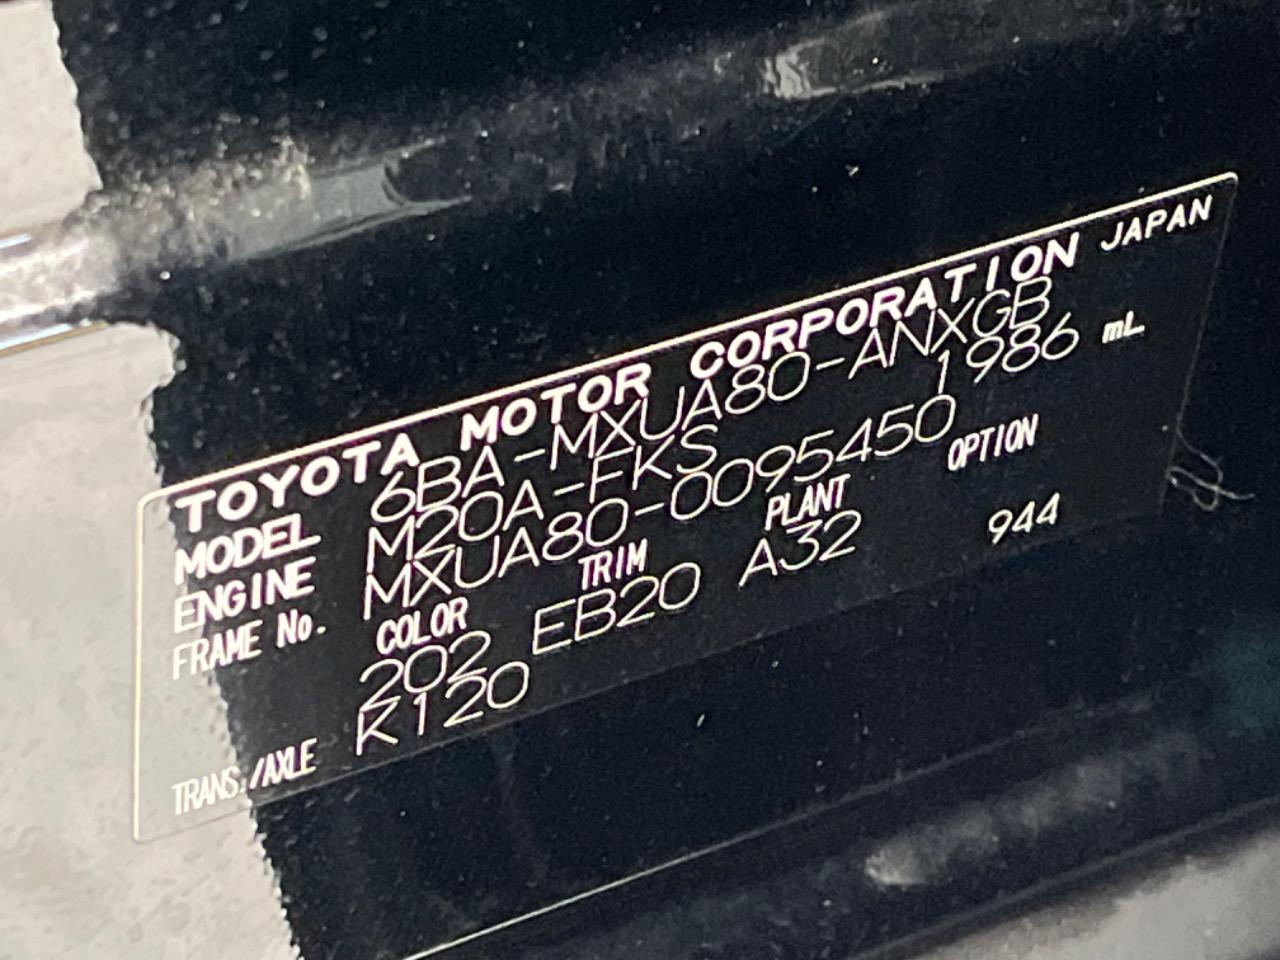 TOYOTA MOTOR CORPORATION JAPAN
MODEL 6BA-MXUA80-ANXGB
ENGINE M20A-FKS 1986 mL
FRAME No. MXUA80-0095450
COLOR TRIM PLANT OPTION
202 EB20 A32 944
TRANS./AXLE K120